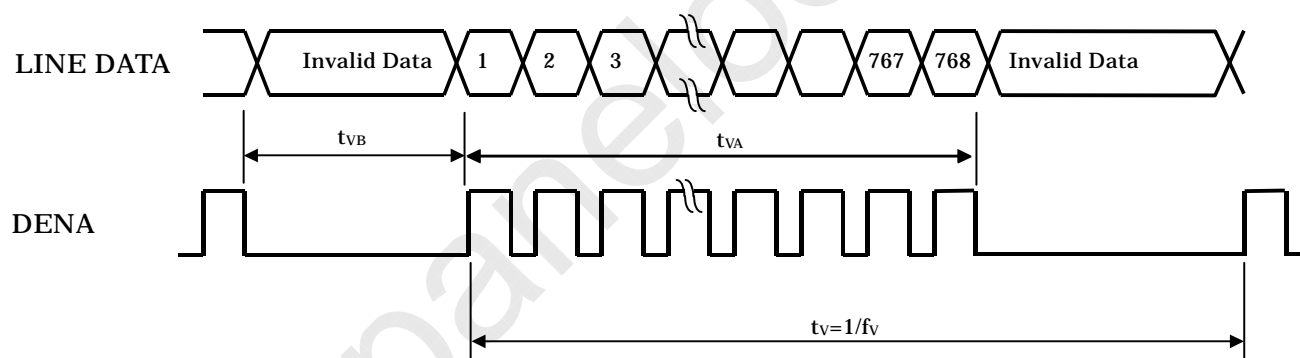 LINE DATA Invalid Data 1 2 3 767 768 Invalid Data
tVB tVA
DENA
tV=1/fV